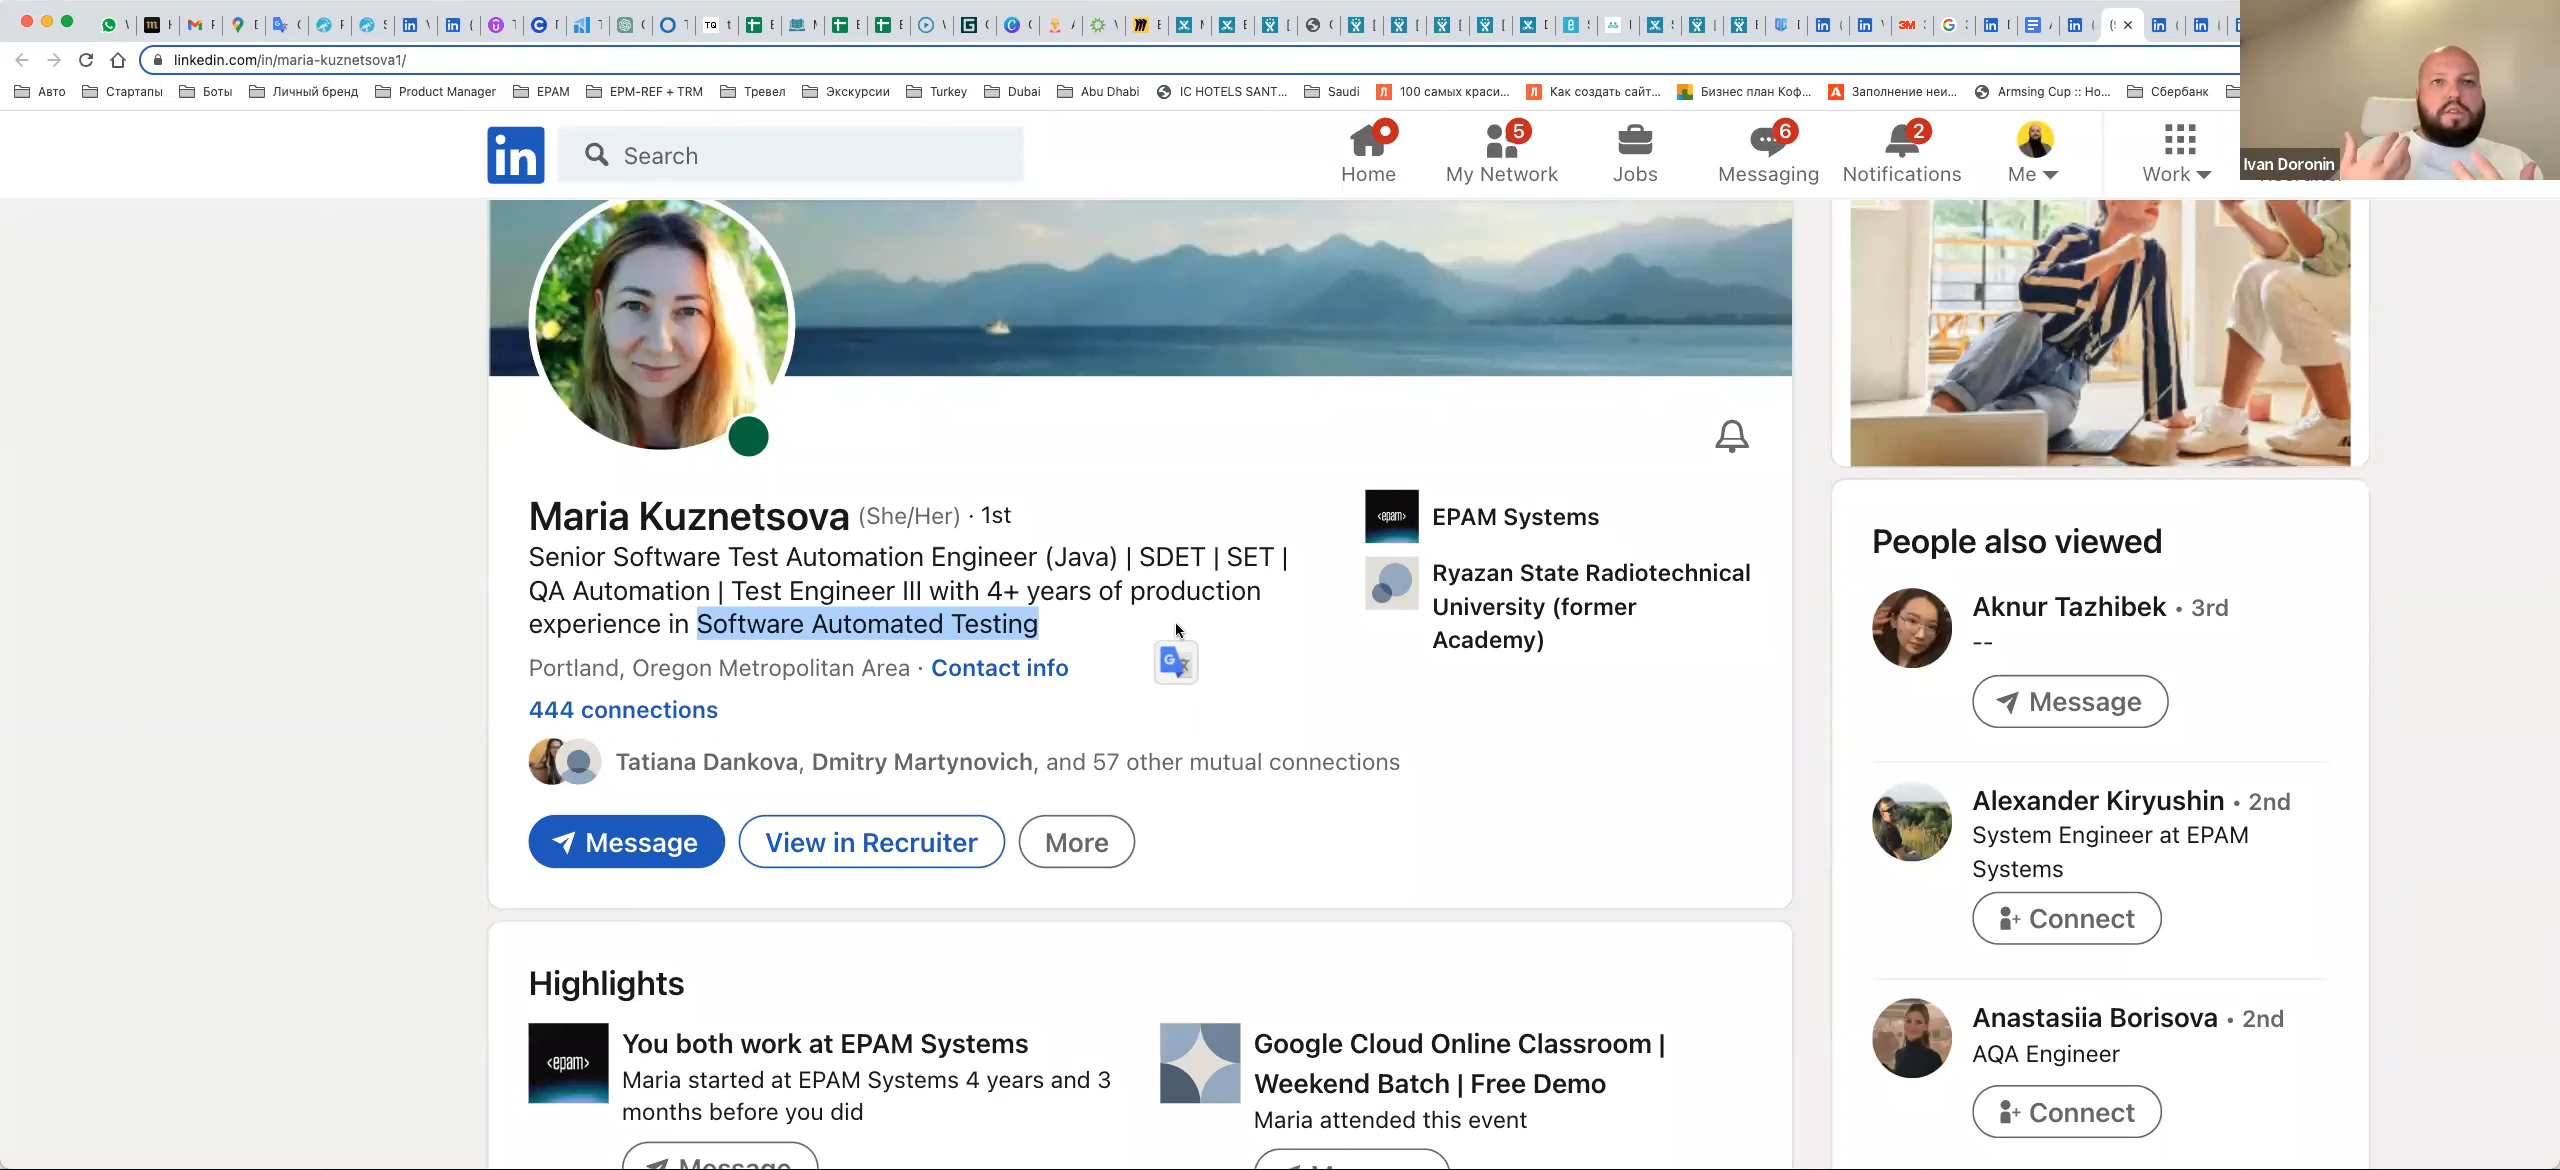 linkedin.com/in/maria-kuznetsova1/
Авто
Стартапы
Боты
Личный бренд
Product Manager
EPAM
EPM-REF + TRM
Тревел
Экскурсии
Turkey
Dubai
Abu Dhabi
IC HOTELS SANT...
Saudi
100 самых краси...
Как создать сайт...
Бизнес план Коф...
Заполнение неи...
Armsing Cup :: Ho...
Сбербанк
Ivan Doronin
in
Search
Home
5
My Network
Jobs
6
Messaging
2
Notifications
Me
Work
Maria Kuznetsova (She/Her) · 1st
Senior Software Test Automation Engineer (Java) | SDET | SET |
QA Automation | Test Engineer III with 4+ years of production
experience in Software Automated Testing
Portland, Oregon Metropolitan Area · Contact info
444 connections
Tatiana Dankova, Dmitry Martynovich, and 57 other mutual connections
Message
View in Recruiter
More
<epam>
EPAM Systems
Ryazan State Radiotechnical
University (former
Academy)
Highlights
<epam>
You both work at EPAM Systems
Maria started at EPAM Systems 4 years and 3
months before you did
Message
Google Cloud Online Classroom |
Weekend Batch | Free Demo
Maria attended this event
People also viewed
Aknur Tazhibek • 3rd
--
Message
Alexander Kiryushin • 2nd
System Engineer at EPAM
Systems
Connect
Anastasiia Borisova • 2nd
AQA Engineer
Connect